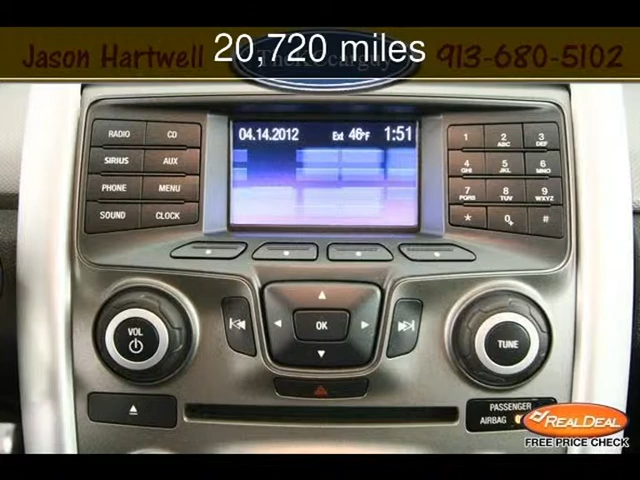 Jason Hartwell
20,720 miles
913-680-5102
RADIO
CD
SIRIUS
AUX
PHONE
MENU
SOUND
CLOCK
04.14.2012
Ext 46°F
1:51
1
2 ABC
3 DEF
4 GHI
5 JKL
6 MNO
7 PQRS
8 TUV
9 WXYZ
*
0+
#
VOL
OK
TUNE
PASSENGER
AIRBAG
REALDEAL
FREE PRICE CHECK